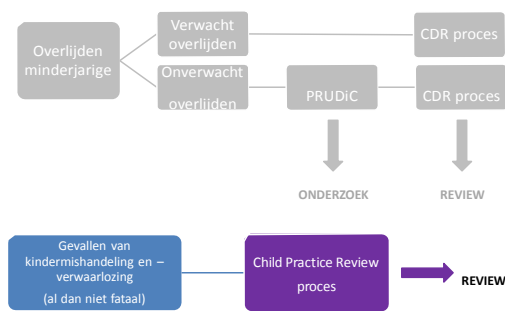 Overlijden
minderjarige
Verwacht
overlijden
CDR proces
Onverwacht
overlijden
PRUDiC
CDR proces
ONDERZOEK
REVIEW
Gevallen van
kindermishandeling en –
verwaarlozing
(al dan niet fataal)
Child Practice Review
proces
REVIEW